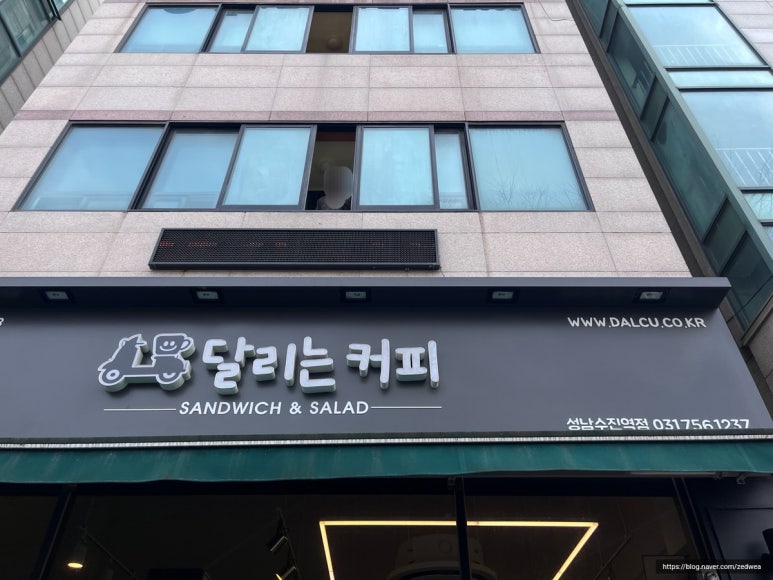 WWW.DALCU.CO.KR
달리는 커피
SANDWICH & SALAD
성남수진역점 0317561237
https://blog.naver.com/zedwea